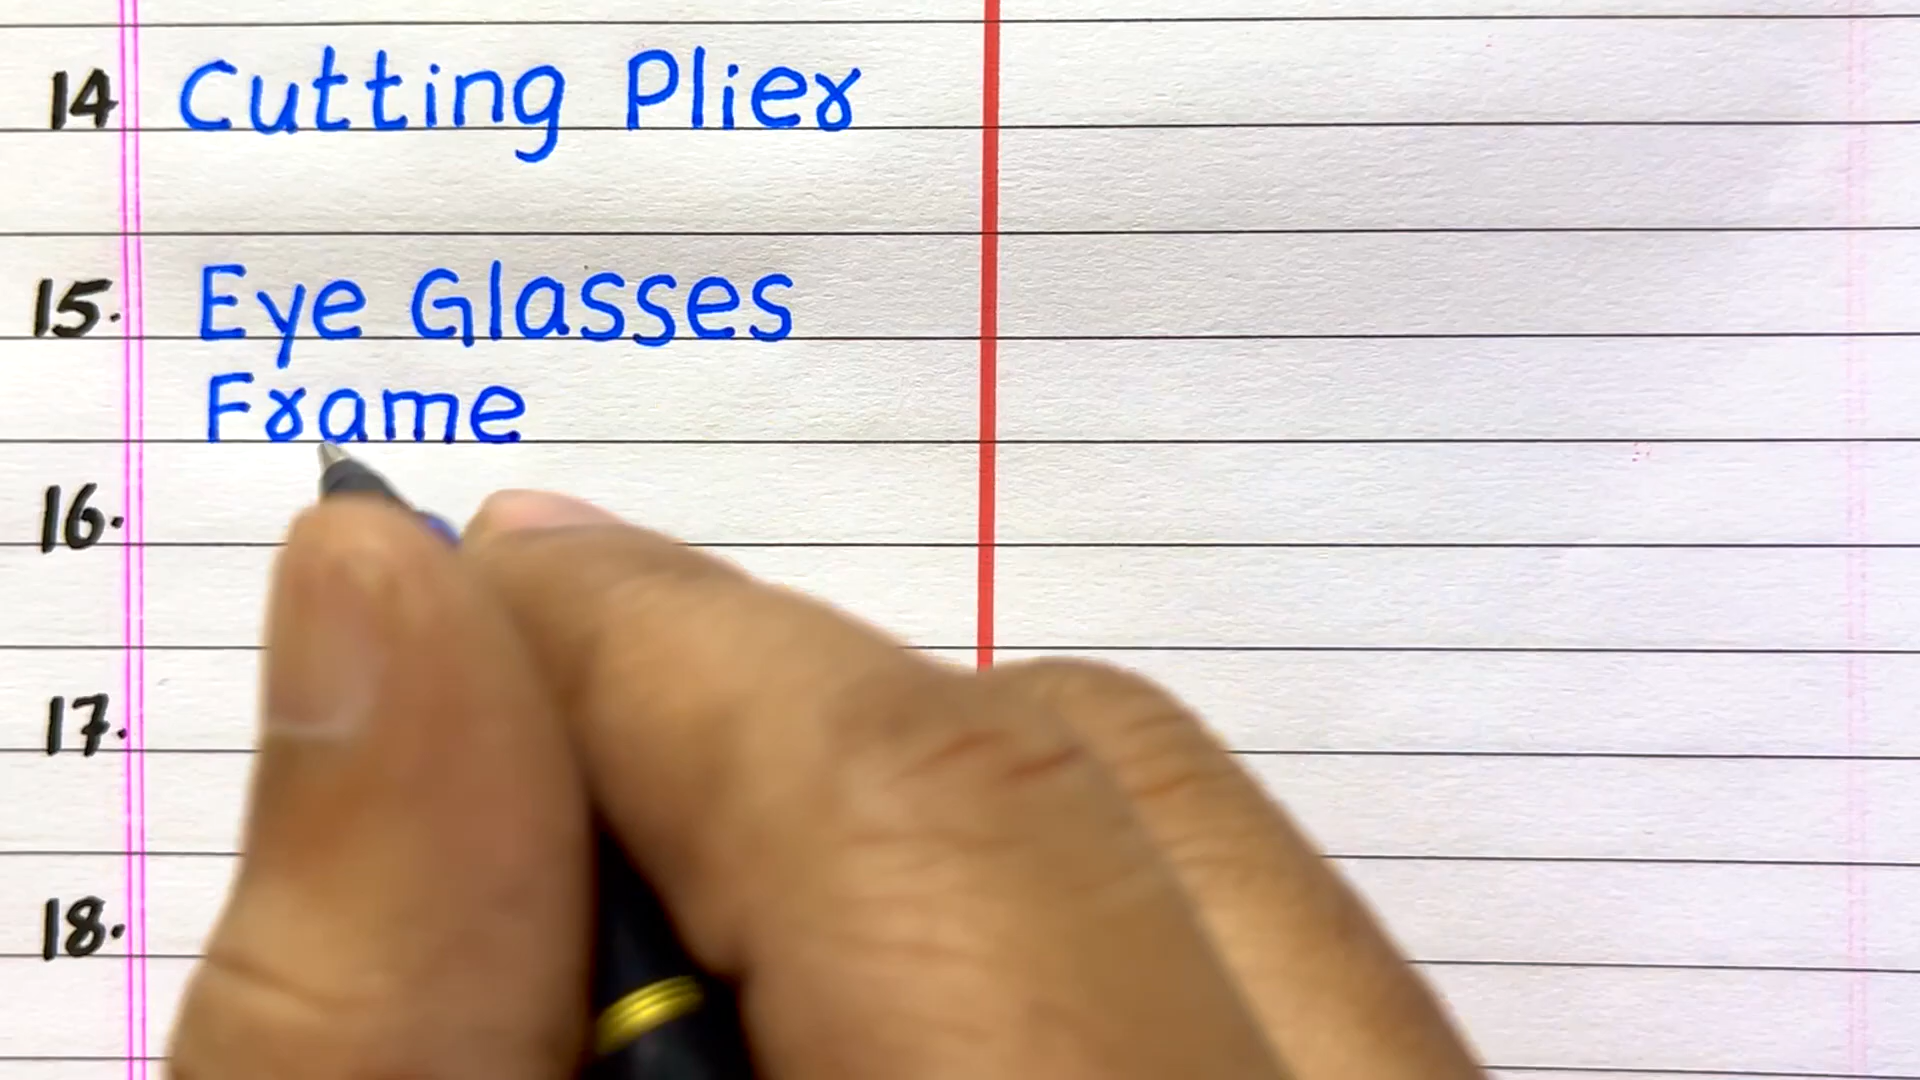 14 Cutting Plier
15. Eye Glasses
Frame
16.
17.
18.